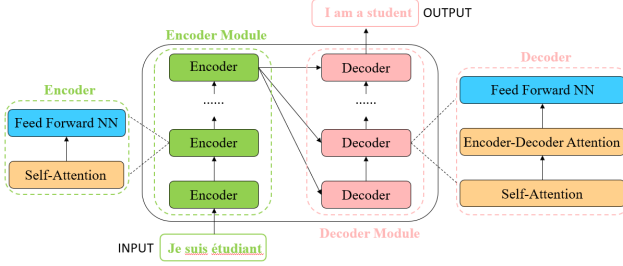 I am a student OUTPUT
Encoder Module
Encoder
Feed Forward NN
Self-Attention
Encoder
......
Encoder
Encoder
Decoder
......
Decoder
Decoder
Decoder
Feed Forward NN
Encoder-Decoder Attention
Self-Attention
Decoder Module
INPUT Je suis étudiant